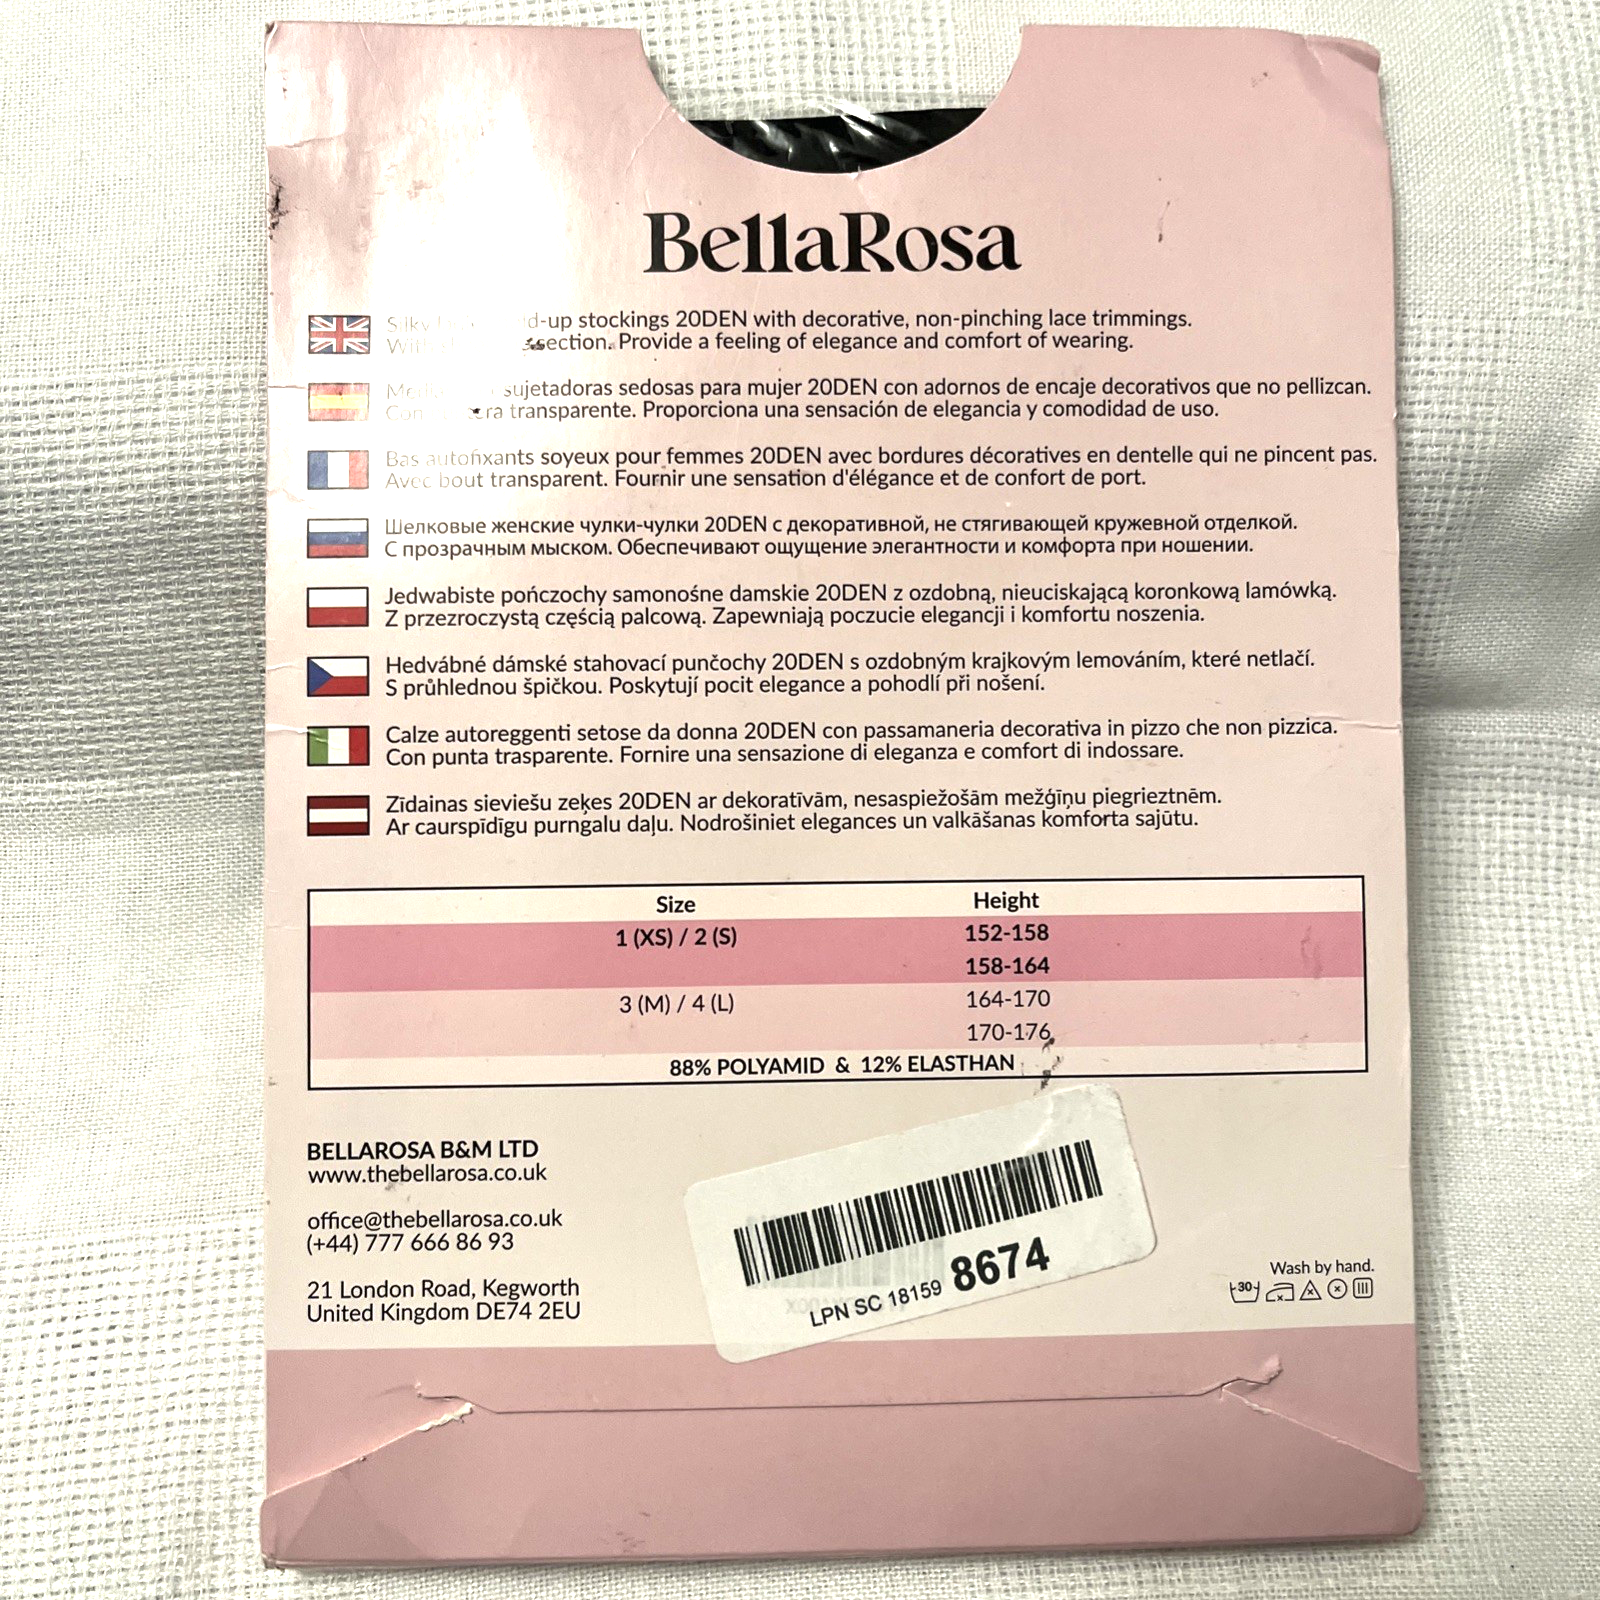 BellaRosa
d-up stockings 20DEN with decorative, non-pinching lace trimmings.
section. Provide a feeling of elegance and comfort of wearing.
sujetadoras sedosas para mujer 20DEN con adornos de encaje decorativos que no pellizcan.
Con ra transparente. Proporciona una sensación de elegancia y comodidad de uso.
Bas autofixants soyeux pour femmes 20DEN avec bordures décoratives en dentelle qui ne pincent pas.
Avec bout transparent. Fournir une sensation d'élégance et de confort de port.
Шелковые женские чулки-чулки 20DEN с декоративной, не стягивающей кружевной отделкой.
С прозрачным мыском. Обеспечивают ощущение элегантности и комфорта при ношении.
Jedwabiste pończochy samonośne damskie 20DEN z ozdobną, nieuciskającą koronkową lamówką.
Z przezroczystą częścią palcową. Zapewniają poczucie elegancji i komfortu noszenia.
Hedvábné dámské stahovací punčochy 20DEN s ozdobným krajkovým lemováním, které netlačí.
S průhlednou špičkou. Poskytují pocit elegance a pohodlí při nošení.
Calze autoreggenti setose da donna 20DEN con passamaneria decorativa in pizzo che non pizzica.
Con punta trasparente. Fornire una sensazione di eleganza e comfort di indossare.
Zīdainas sieviešu zeķes 20DEN ar dekoratīvām, nesaspiežošām mežģīņu piegrieztnēm.
Ar caurspīdīgu purngalu daļu. Nodrošiniet elegances un valkāšanas komforta sajūtu.
Size Height
1 (XS) / 2 (S) 152-158
158-164
3 (M) / 4 (L) 164-170
170-176
88% POLYAMID & 12% ELASTHAN
BELLAROSA B&M LTD
www.thebellarosa.co.uk
office@thebellarosa.co.uk
(+44) 777 666 86 93
21 London Road, Kegworth
United Kingdom DE74 2EU
LPN SC 18159 8674
Wash by hand.
30